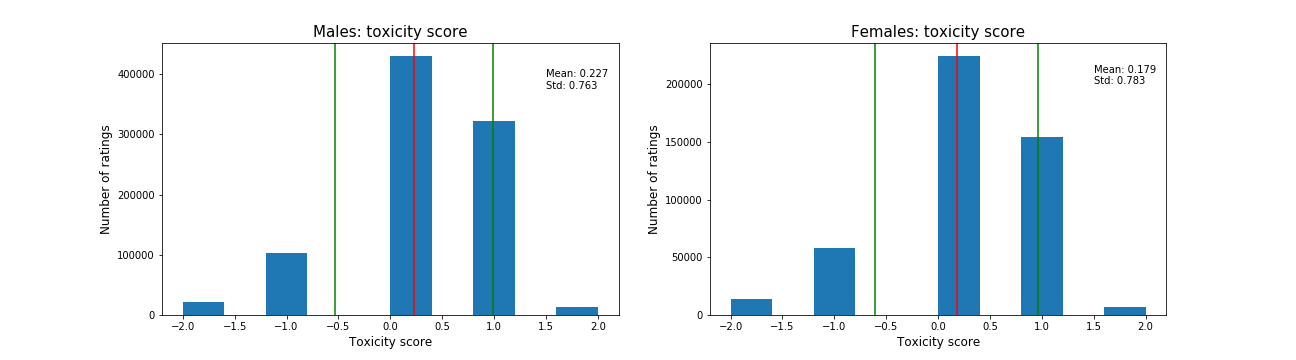 Males: toxicity score
Mean: 0.227
Std: 0.763
Number of ratings
400000
300000
200000
100000
0
−2.0 −1.5 −1.0 −0.5 0.0 0.5 1.0 1.5 2.0
Toxicity score
Females: toxicity score
Mean: 0.179
Std: 0.783
Number of ratings
200000
150000
100000
50000
0
−2.0 −1.5 −1.0 −0.5 0.0 0.5 1.0 1.5 2.0
Toxicity score